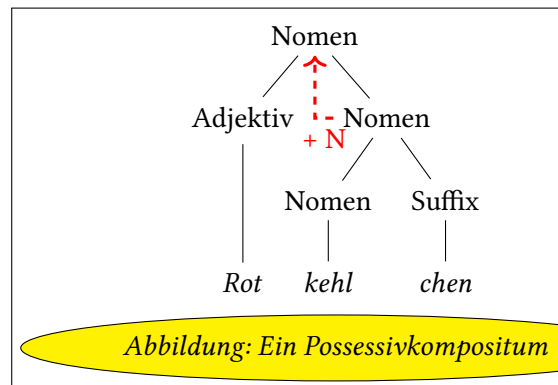 Nomen
Adjektiv Nomen
+ N
Nomen Suffix
Rot kehl chen
Abbildung: Ein Possessivkompositum